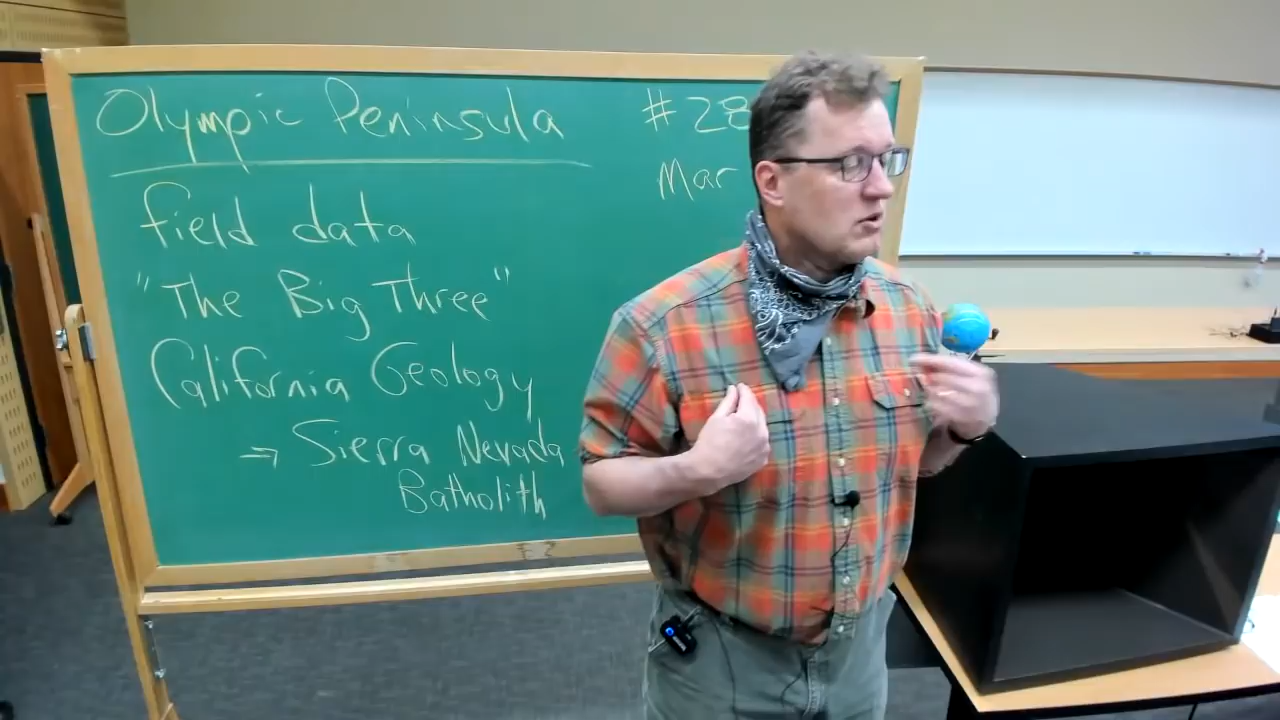 Olympic Peninsula
#28
Mar
field data
"The Big Three"
California Geology
→ Sierra Nevada
Batholith